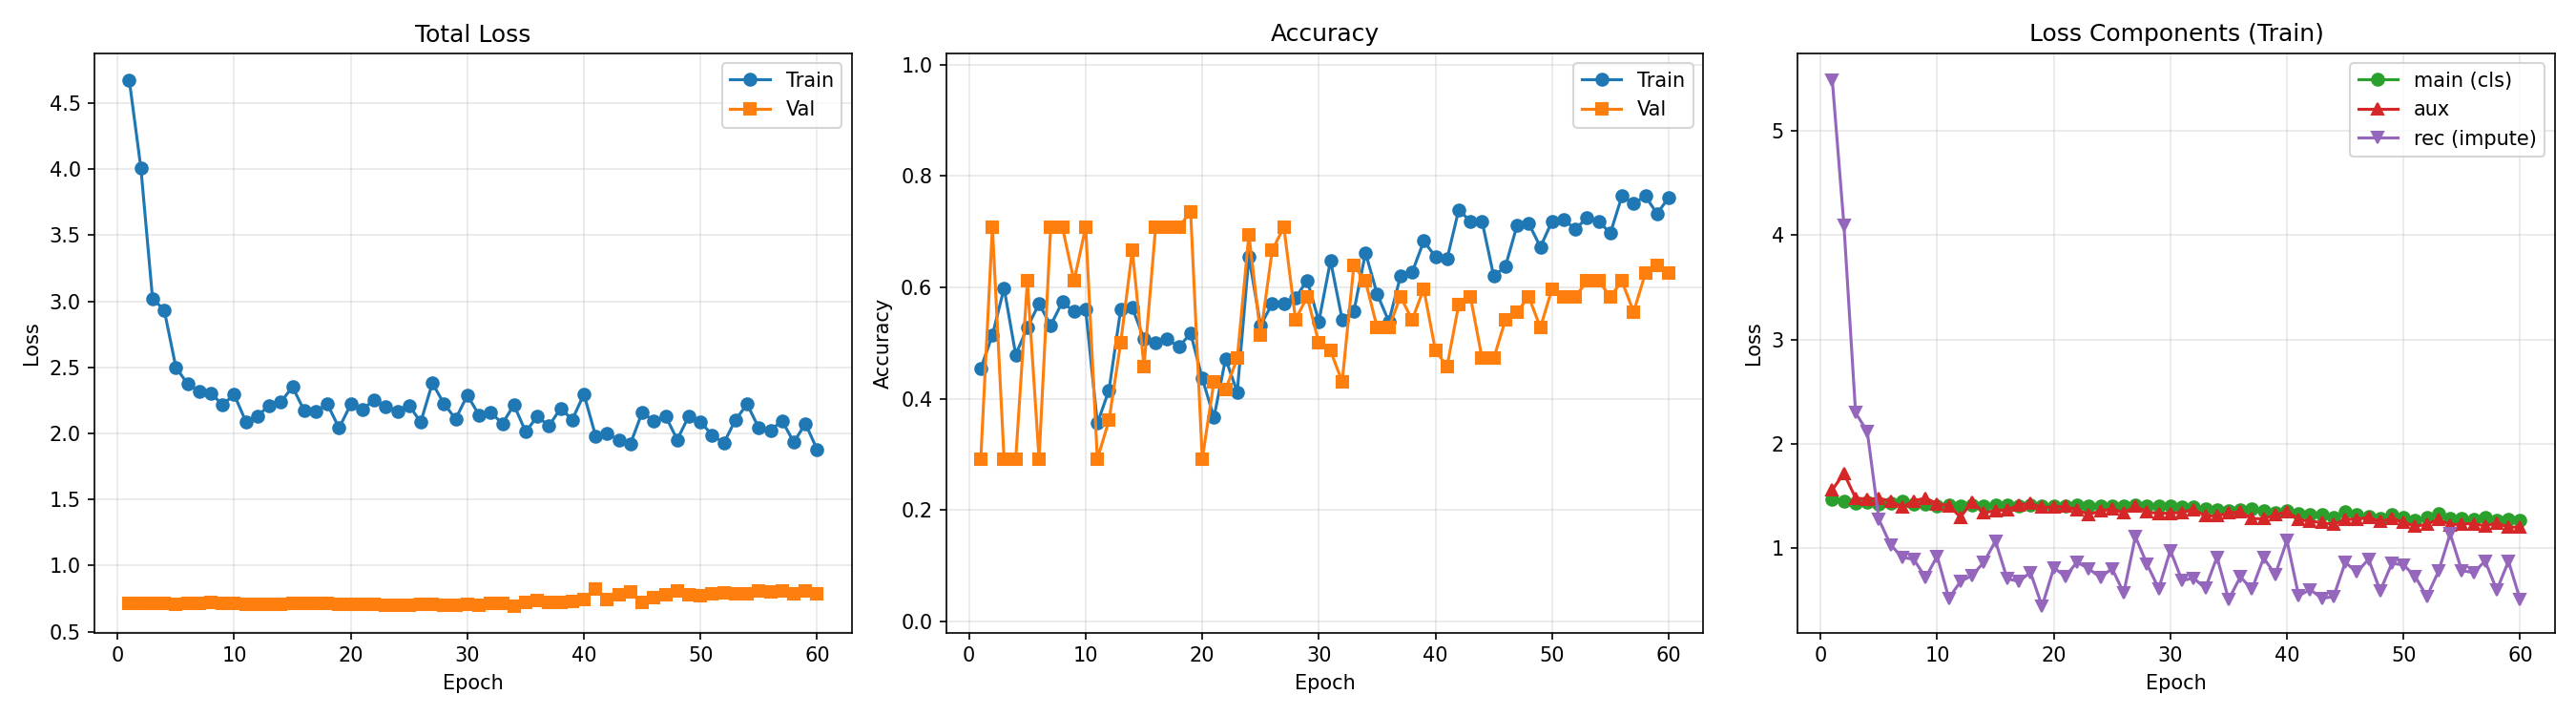 Total Loss
Train
Val
4.5
4.0
3.5
3.0
2.5
2.0
1.5
1.0
0.5
Loss
0 10 20 30 40 50 60
Epoch
Accuracy
Train
Val
1.0
0.8
0.6
0.4
0.2
0.0
Accuracy
0 10 20 30 40 50 60
Epoch
Loss Components (Train)
main (cls)
aux
rec (impute)
5
4
3
2
1
Loss
0 10 20 30 40 50 60
Epoch